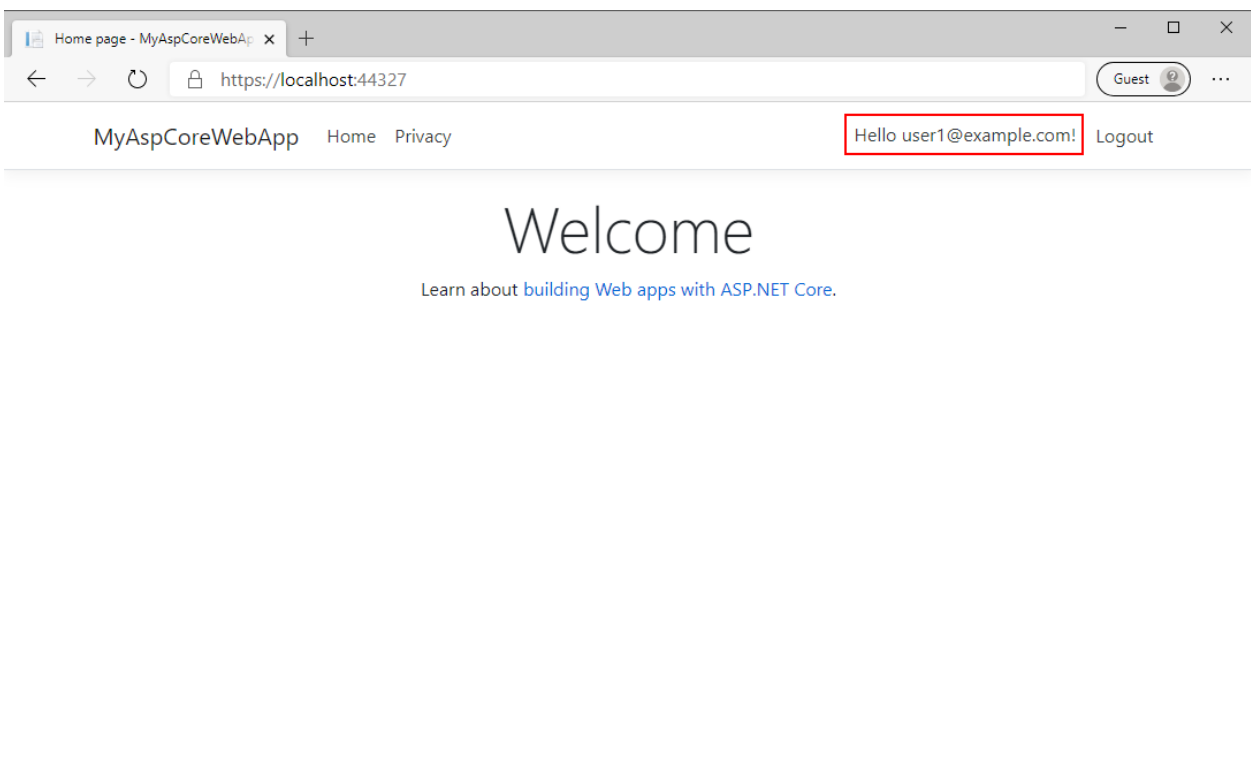 Home page - MyAspCoreWebAp
https://localhost:44327
Guest
MyAspCoreWebApp Home Privacy Hello user1@example.com! Logout
Welcome
Learn about building Web apps with ASP.NET Core.